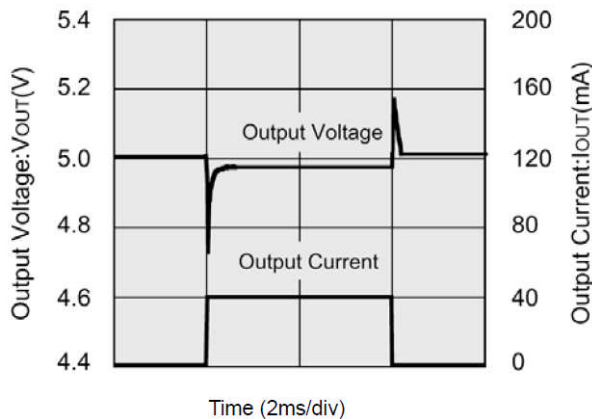 Output Voltage:VOUT(V)
5.4
5.2
5.0
4.8
4.6
4.4
Output Voltage
Output Current
200
160
120
80
40
0
Output Current:IOUT(mA)
Time (2ms/div)